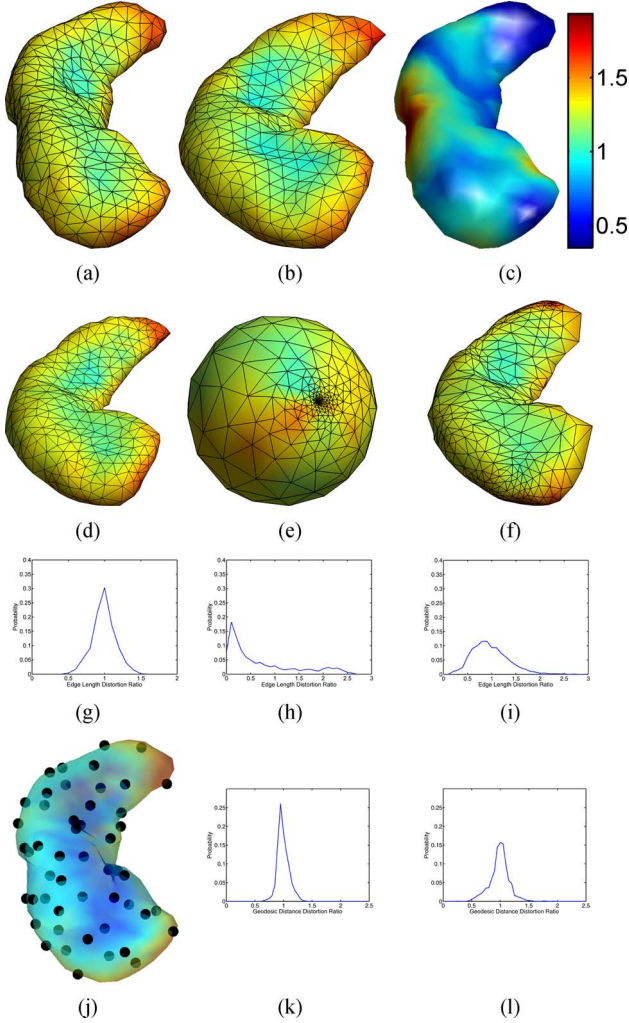 1.5
1
0.5
(a)
(b)
(c)
(d)
(e)
(f)
0.4
0.35
0.3
0.25
0.2
0.15
0.1
0.05
0
Probability
0 0.5 1 1.5 2
Edge Length Distortion Ratio
0.4
0.35
0.3
0.25
0.2
0.15
0.1
0.05
0
Probability
0 0.5 1 1.5 2 2.5 3
Edge Length Distortion Ratio
0.4
0.35
0.3
0.25
0.2
0.15
0.1
0.05
0
Probability
0 0.5 1 1.5 2 2.5 3
Edge Length Distortion Ratio
(g)
(h)
(i)
0.3
0.25
0.2
0.15
0.1
0.05
0
Probability
0 0.5 1 1.5 2 2.5
Geodesic Distance Distortion Ratio
0.3
0.25
0.2
0.15
0.1
0.05
0
Probability
0 0.5 1 1.5 2 2.5
Geodesic Distance Distortion Ratio
(j)
(k)
(l)